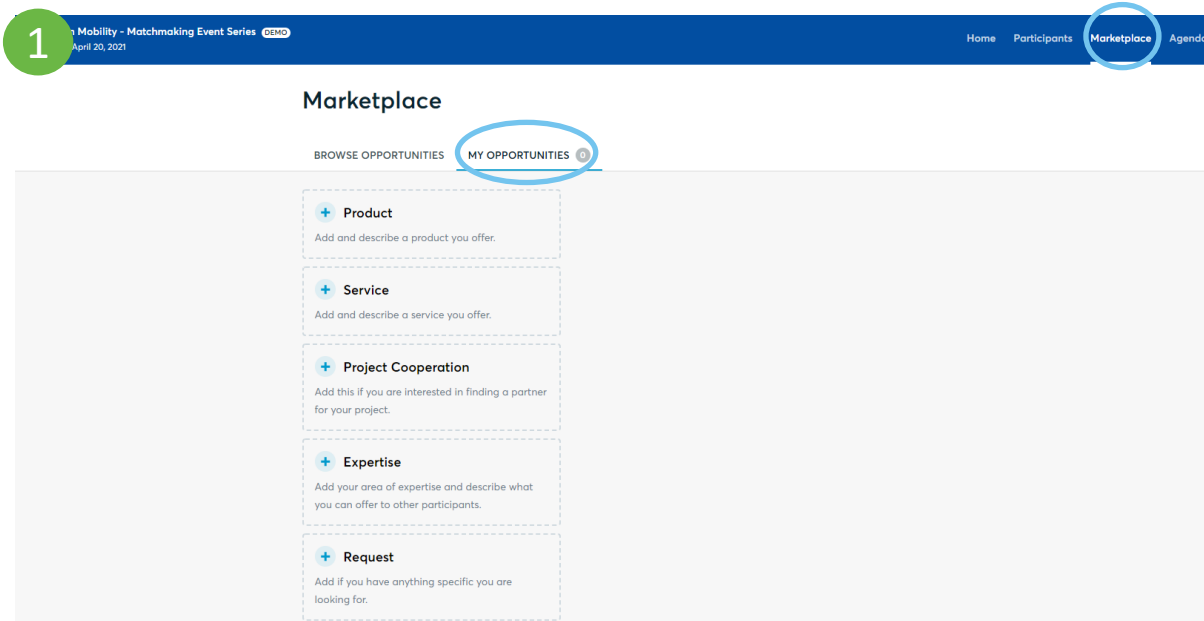 1
n Mobility - Matchmaking Event Series DEMO
April 20, 2021
Home Participants Marketplace Agenda
Marketplace
BROWSE OPPORTUNITIES MY OPPORTUNITIES 0
+ Product
Add and describe a product you offer.
+ Service
Add and describe a service you offer.
+ Project Cooperation
Add this if you are interested in finding a partner
for your project.
+ Expertise
Add your area of expertise and describe what
you can offer to other participants.
+ Request
Add if you have anything specific you are
looking for.